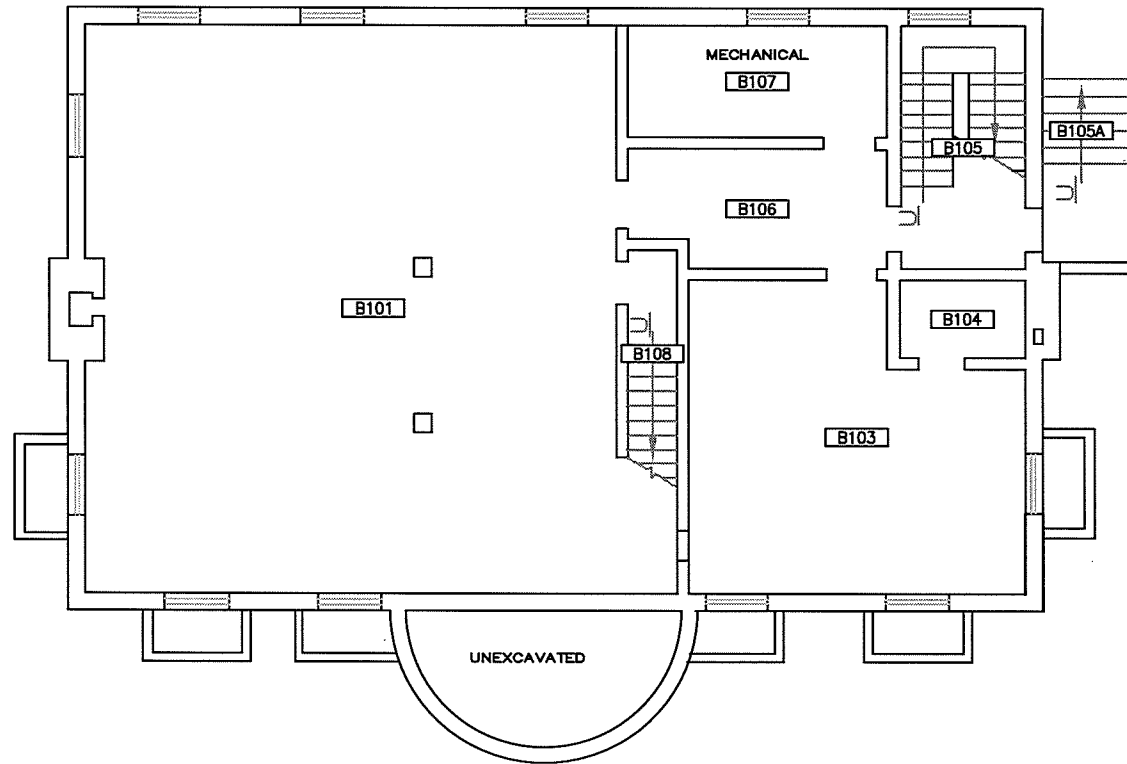 MECHANICAL
B107
B105A
B105
U
U
B106
B101
B104
U
B108
B103
UNEXCAVATED